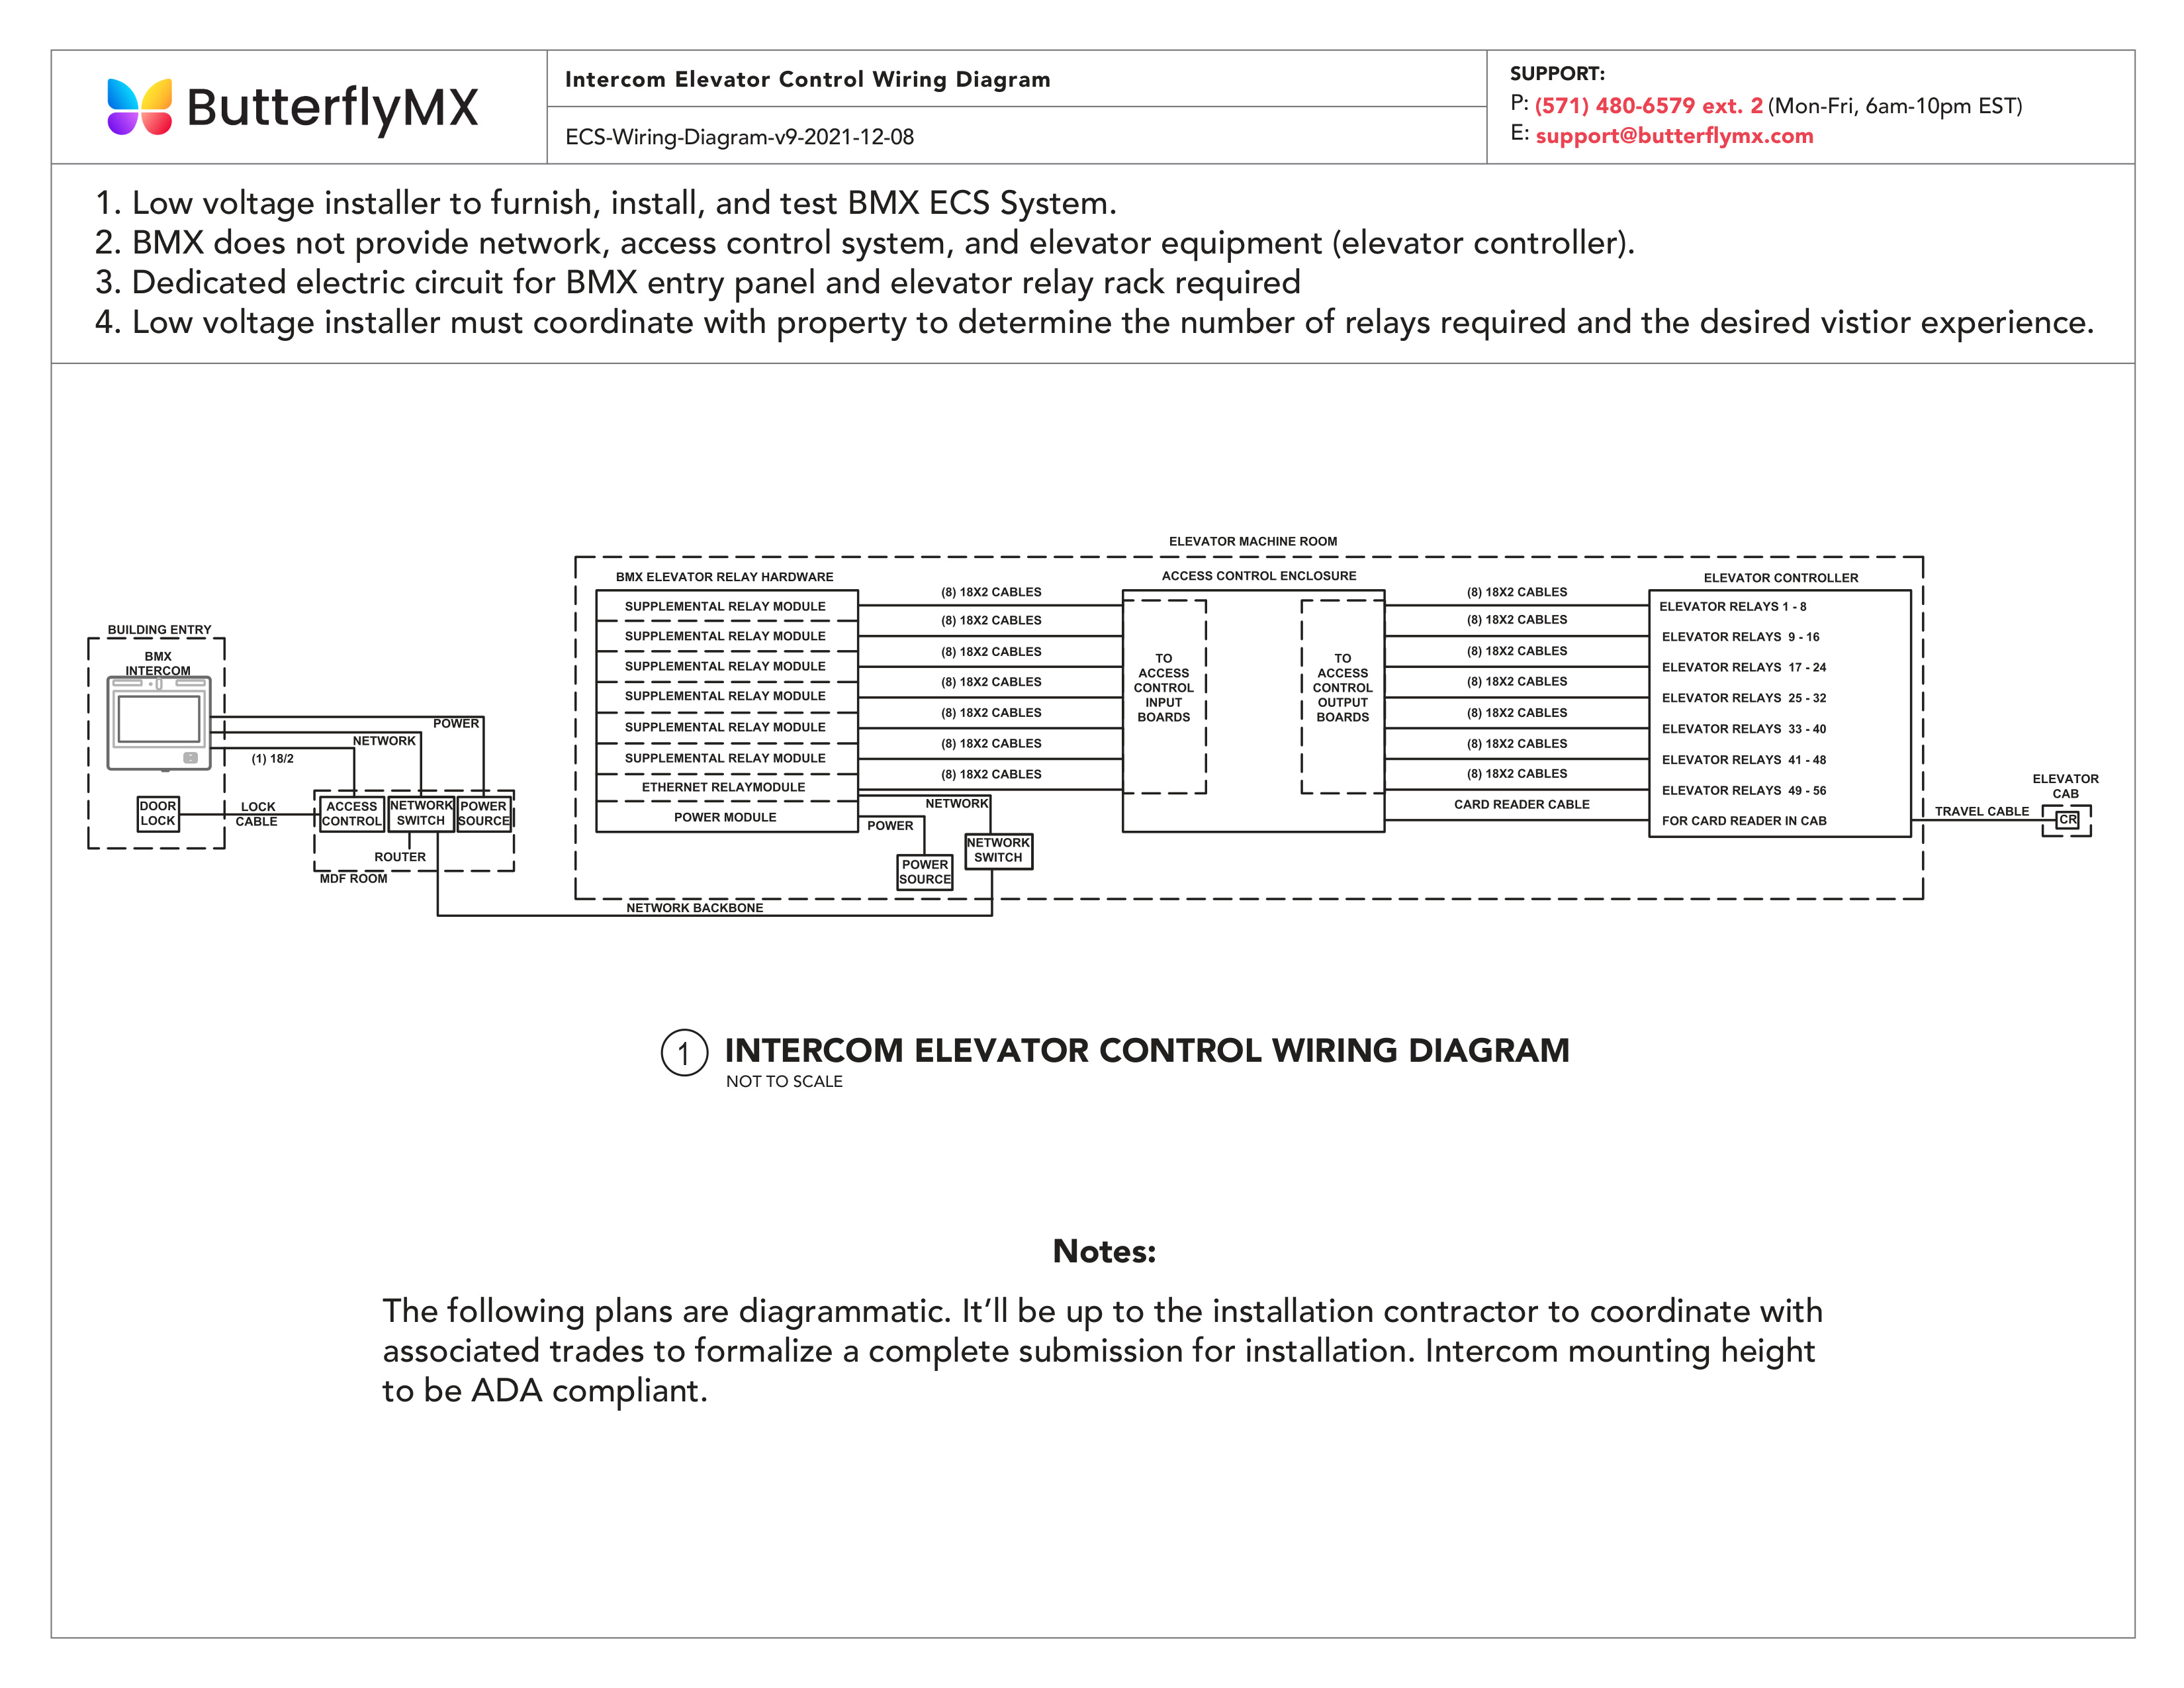 ButterflyMX
Intercom Elevator Control Wiring Diagram
ECS-Wiring-Diagram-v9-2021-12-08
SUPPORT:
P: (571) 480-6579 ext. 2 (Mon-Fri, 6am-10pm EST)
E: support@butterflymx.com
1. Low voltage installer to furnish, install, and test BMX ECS System.
2. BMX does not provide network, access control system, and elevator equipment (elevator controller).
3. Dedicated electric circuit for BMX entry panel and elevator relay rack required
4. Low voltage installer must coordinate with property to determine the number of relays required and the desired vistior experience.
BUILDING ENTRY
BMX
INTERCOM
POWER
NETWORK
(1) 18/2
DOOR
LOCK
LOCK
CABLE
ACCESS
CONTROL
NETWORK
SWITCH
POWER
SOURCE
ROUTER
MDF ROOM
NETWORK BACKBONE
ELEVATOR MACHINE ROOM
BMX ELEVATOR RELAY HARDWARE
SUPPLEMENTAL RELAY MODULE
SUPPLEMENTAL RELAY MODULE
SUPPLEMENTAL RELAY MODULE
SUPPLEMENTAL RELAY MODULE
SUPPLEMENTAL RELAY MODULE
SUPPLEMENTAL RELAY MODULE
ETHERNET RELAYMODULE
POWER MODULE
(8) 18X2 CABLES
(8) 18X2 CABLES
(8) 18X2 CABLES
(8) 18X2 CABLES
(8) 18X2 CABLES
(8) 18X2 CABLES
(8) 18X2 CABLES
NETWORK
POWER
POWER
SOURCE
NETWORK
SWITCH
ACCESS CONTROL ENCLOSURE
TO
ACCESS
CONTROL
INPUT
BOARDS
TO
ACCESS
CONTROL
OUTPUT
BOARDS
(8) 18X2 CABLES
(8) 18X2 CABLES
(8) 18X2 CABLES
(8) 18X2 CABLES
(8) 18X2 CABLES
(8) 18X2 CABLES
(8) 18X2 CABLES
CARD READER CABLE
ELEVATOR CONTROLLER
ELEVATOR RELAYS 1 - 8
ELEVATOR RELAYS 9 - 16
ELEVATOR RELAYS 17 - 24
ELEVATOR RELAYS 25 - 32
ELEVATOR RELAYS 33 - 40
ELEVATOR RELAYS 41 - 48
ELEVATOR RELAYS 49 - 56
FOR CARD READER IN CAB
TRAVEL CABLE
ELEVATOR
CAB
CR
1 INTERCOM ELEVATOR CONTROL WIRING DIAGRAM
NOT TO SCALE
Notes:
The following plans are diagrammatic. It’ll be up to the installation contractor to coordinate with
associated trades to formalize a complete submission for installation. Intercom mounting height
to be ADA compliant.